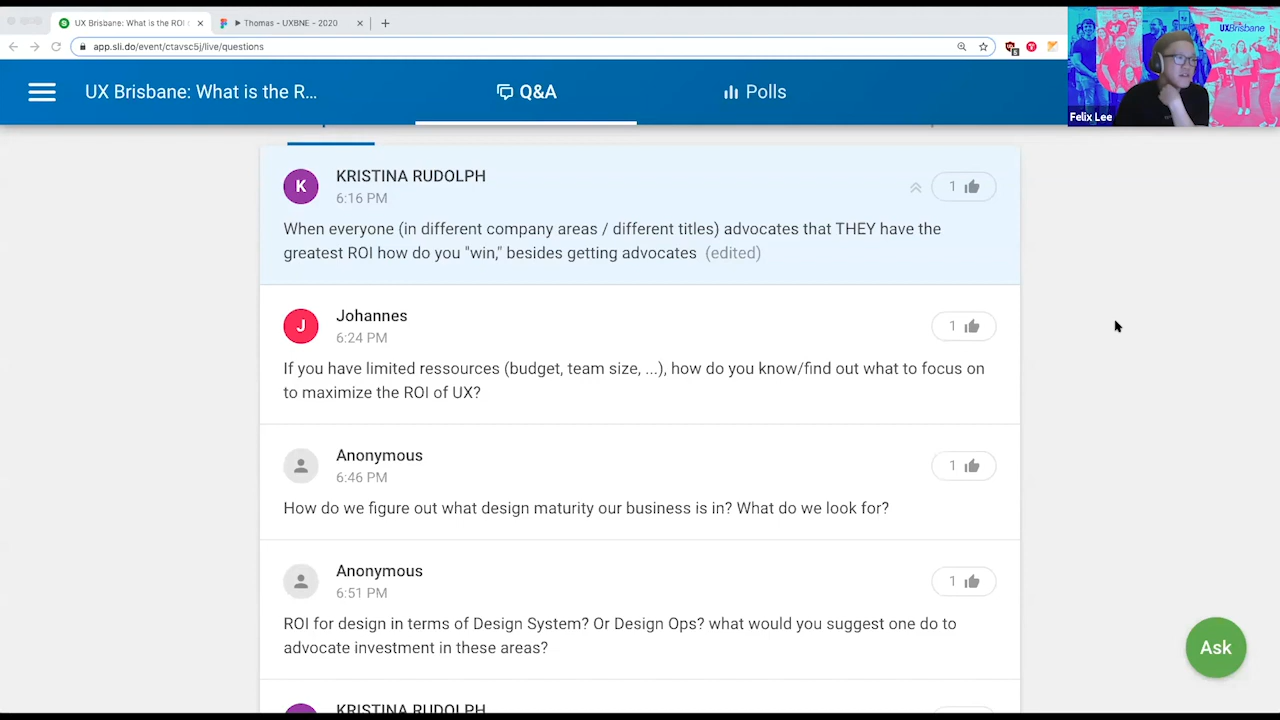 UX Brisbane: What is the ROI
Thomas - UXBNE - 2020
app.sli.do/event/ctavsc5j/live/questions
UXBrisbane
Felix Lee
UX Brisbane: What is the R...
Q&A
Polls
K
KRISTINA RUDOLPH
6:16 PM
1
When everyone (in different company areas / different titles) advocates that THEY have the
greatest ROI how do you "win," besides getting advocates (edited)
J
Johannes
6:24 PM
1
If you have limited ressources (budget, team size, ...), how do you know/find out what to focus on
to maximize the ROI of UX?
Anonymous
6:46 PM
1
How do we figure out what design maturity our business is in? What do we look for?
Anonymous
6:51 PM
1
ROI for design in terms of Design System? Or Design Ops? what would you suggest one do to
advocate investment in these areas?
Ask
KRISTINA RUDOLPH